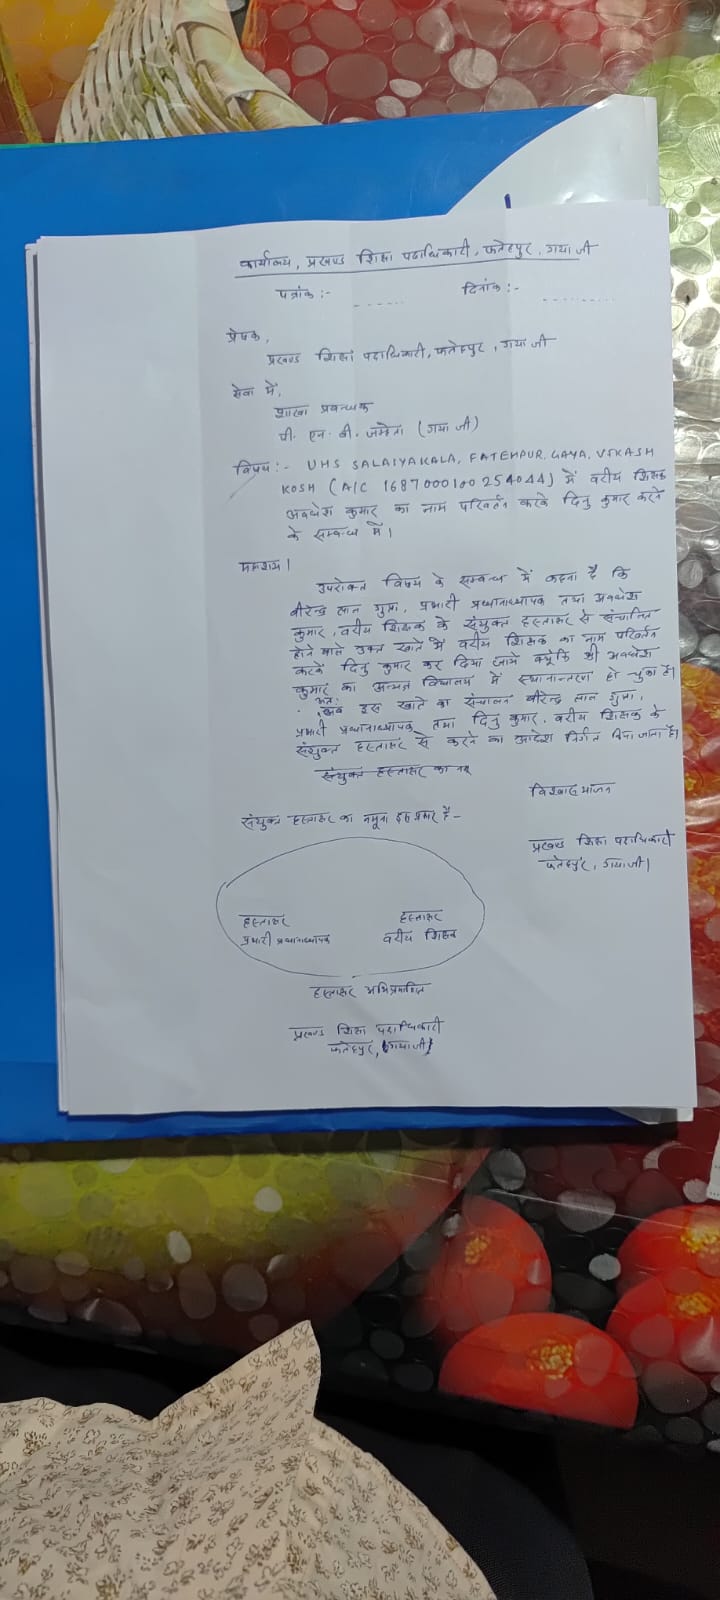 कार्यालय, प्रखण्ड शिक्षा पदाधिकारी, फतेहपुर, गया जी
पत्रांक :- ...... दिनांक :- ..........
प्रेषक,
प्रखण्ड शिक्षा पदाधिकारी, फतेहपुर, गया जी
सेवा में,
शाखा प्रबन्धक
पी. एन. बी. (गया जी)
विषय :- UHS SALAIYAKALA, FATEHPUR, GAYA, VIKASH
KOSH (A/C 1687000100254044) में वरीय शिक्षक
अवधेश कुमार का नाम परिवर्तन करके दिनु कुमार करने
के सम्बन्ध में।
महाशय।
उपरोक्त विषय के सम्बन्ध में कहना है कि
बीरेन्द्र लाल गुप्ता, प्रभारी प्रधानाध्यापक तथा अवधेश
कुमार, वरीय शिक्षक के संयुक्त हस्ताक्षर से संचालित
होने वाले उक्त खाते में वरीय शिक्षक का नाम परिवर्तन
करके दिनु कुमार कर दिया जाये क्योंकि श्री अवधेश
कुमार का अन्यत्र विद्यालय में स्थानान्तरण हो चुका है।
अतः अब इस खाते का संचालन बीरेन्द्र लाल गुप्ता,
प्रभारी प्रधानाध्यापक तथा दिनु कुमार, वरीय शिक्षक के
संयुक्त हस्ताक्षर से करने का आदेश निर्गत किया जाता है।
संयुक्त हस्ताक्षर का नमू
विश्वास भाजन
संयुक्त हस्ताक्षर का नमूना इस प्रकार है -
प्रखण्ड शिक्षा पदाधिकारी
फतेहपुर, गया जी।
हस्ताक्षर हस्ताक्षर
प्रभारी प्रधानाध्यापक वरीय शिक्षक
हस्ताक्षर अभिप्रमाणित
प्रखण्ड शिक्षा पदाधिकारी
फतेहपुर, (गया जी)